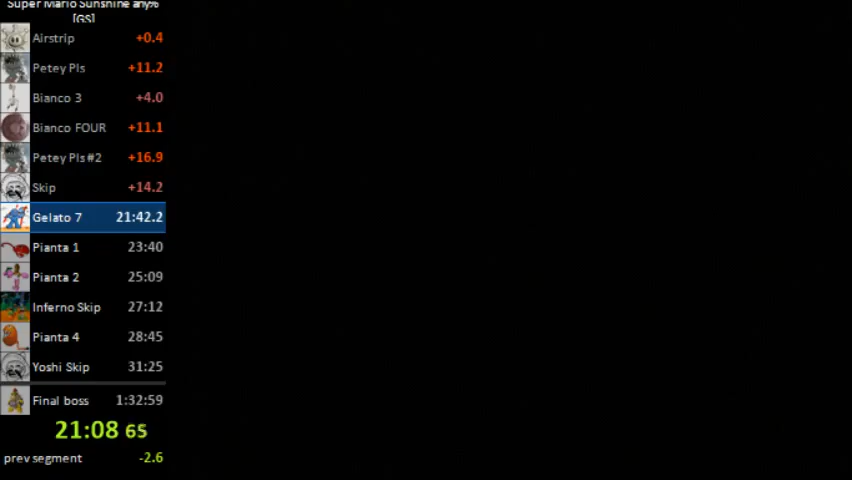 Super Mario Sunshine any%
[GS]
Airstrip +0.4
Petey Pls +11.2
Bianco 3 +4.0
Bianco FOUR +11.1
Petey Pls #2 +16.9
Skip +14.2
Gelato 7 21:42.2
Pianta 1 23:40
Pianta 2 25:09
Inferno Skip 27:12
Pianta 4 28:45
Yoshi Skip 31:25
Final boss 1:32:59
21:08 65
prev segment -2.6